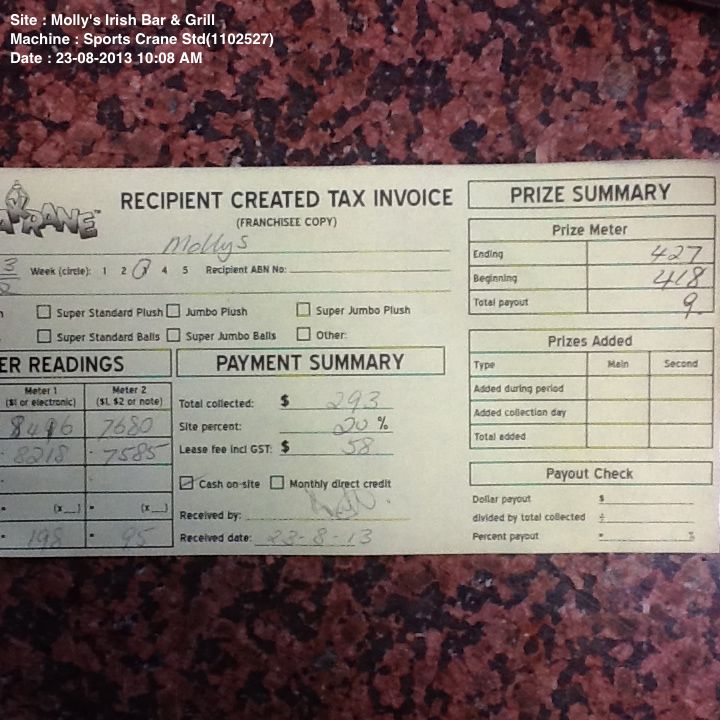 Site : Molly's Irish Bar & Grill
Machine : Sports Crane Std(1102527)
Date : 23-08-2013 10:08 AM
KRANE™
RECIPIENT CREATED TAX INVOICE
(FRANCHISEE COPY)
Mollys
3
2
Week (circle): 1 2 3 4 5 Recipient ABN No:
Super Standard Plush Jumbo Plush Super Jumbo Plush
Super Standard Balls Super Jumbo Balls Other:
ER READINGS
Meter 1 Meter 2
($1 or electronic) ($1, $2 or note)
8416 7680
8218 7585
(x__) (x__)
198 95
PAYMENT SUMMARY
Total collected: $ 293
Site percent: 20 %
Lease fee incl GST: $ 58
Cash on-site Monthly direct credit
Received by:
Received date: 23-8-13
PRIZE SUMMARY
Prize Meter
Ending 427
Beginning 418
Total payout 9.
Prizes Added
Type Main Second
Added during period
Added collection day
Total added
Payout Check
Dollar payout $
divided by total collected ÷
Percent payout = %